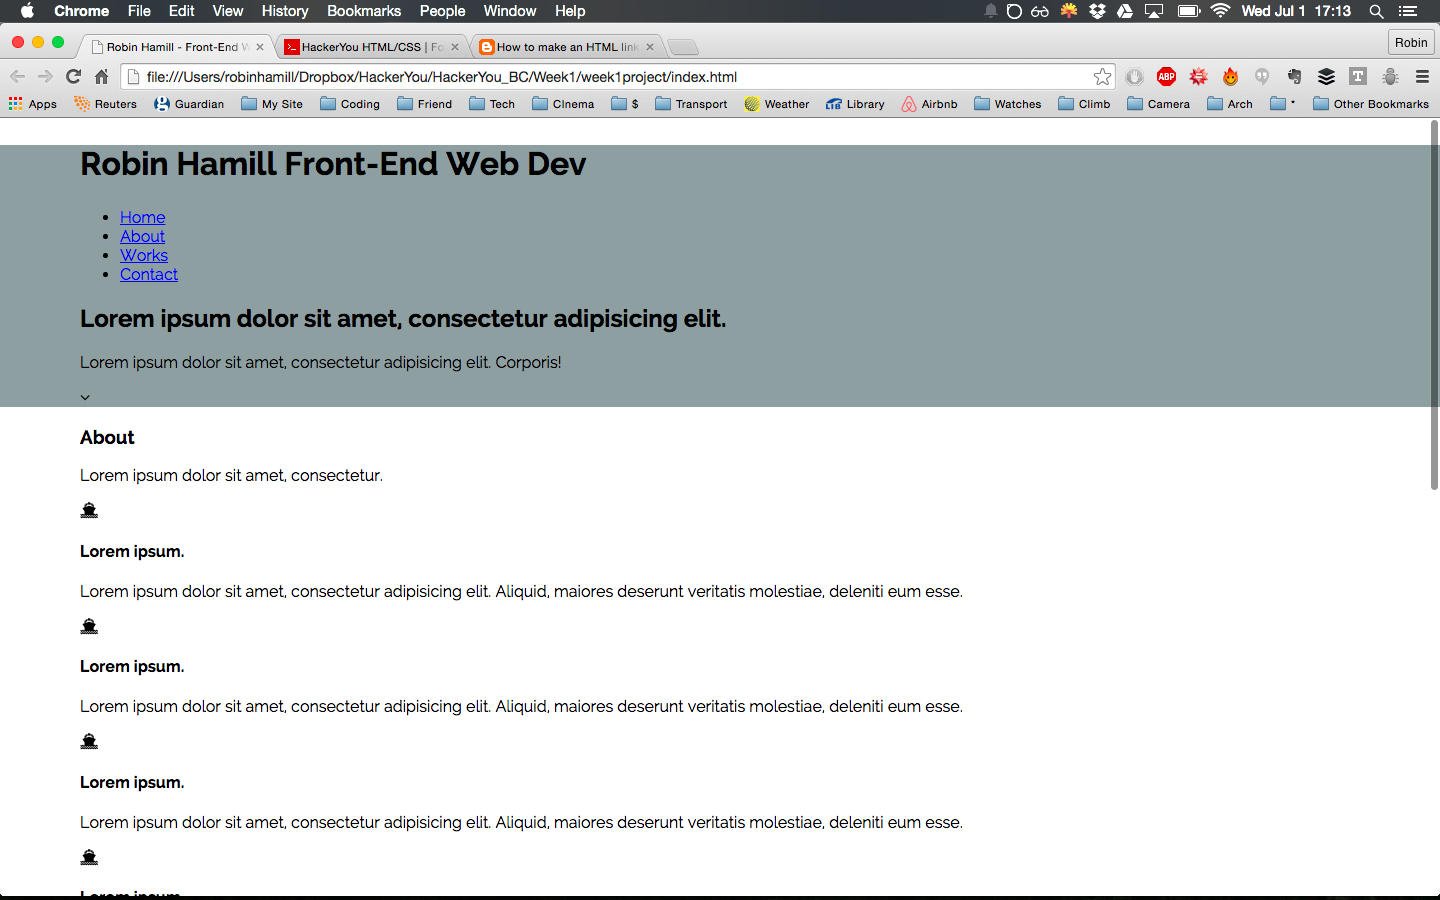 Chrome File Edit View History Bookmarks People Window Help Wed Jul 1 17:13
Robin Hamill - Front-End W HackerYou HTML/CSS | Fo How to make an HTML link Robin
file:///Users/robinhamill/Dropbox/HackerYou/HackerYou_BC/Week1/week1project/index.html ABP T
Apps Reuters Guardian My Site Coding Friend Tech CInema $ Transport Weather Library Airbnb Watches Climb Camera Arch * Other Bookmarks
Robin Hamill Front-End Web Dev
Home
About
Works
Contact
Lorem ipsum dolor sit amet, consectetur adipisicing elit.
Lorem ipsum dolor sit amet, consectetur adipisicing elit. Corporis!
About
Lorem ipsum dolor sit amet, consectetur.
Lorem ipsum.
Lorem ipsum dolor sit amet, consectetur adipisicing elit. Aliquid, maiores deserunt veritatis molestiae, deleniti eum esse.
Lorem ipsum.
Lorem ipsum dolor sit amet, consectetur adipisicing elit. Aliquid, maiores deserunt veritatis molestiae, deleniti eum esse.
Lorem ipsum.
Lorem ipsum dolor sit amet, consectetur adipisicing elit. Aliquid, maiores deserunt veritatis molestiae, deleniti eum esse.
Lorem ipsum.